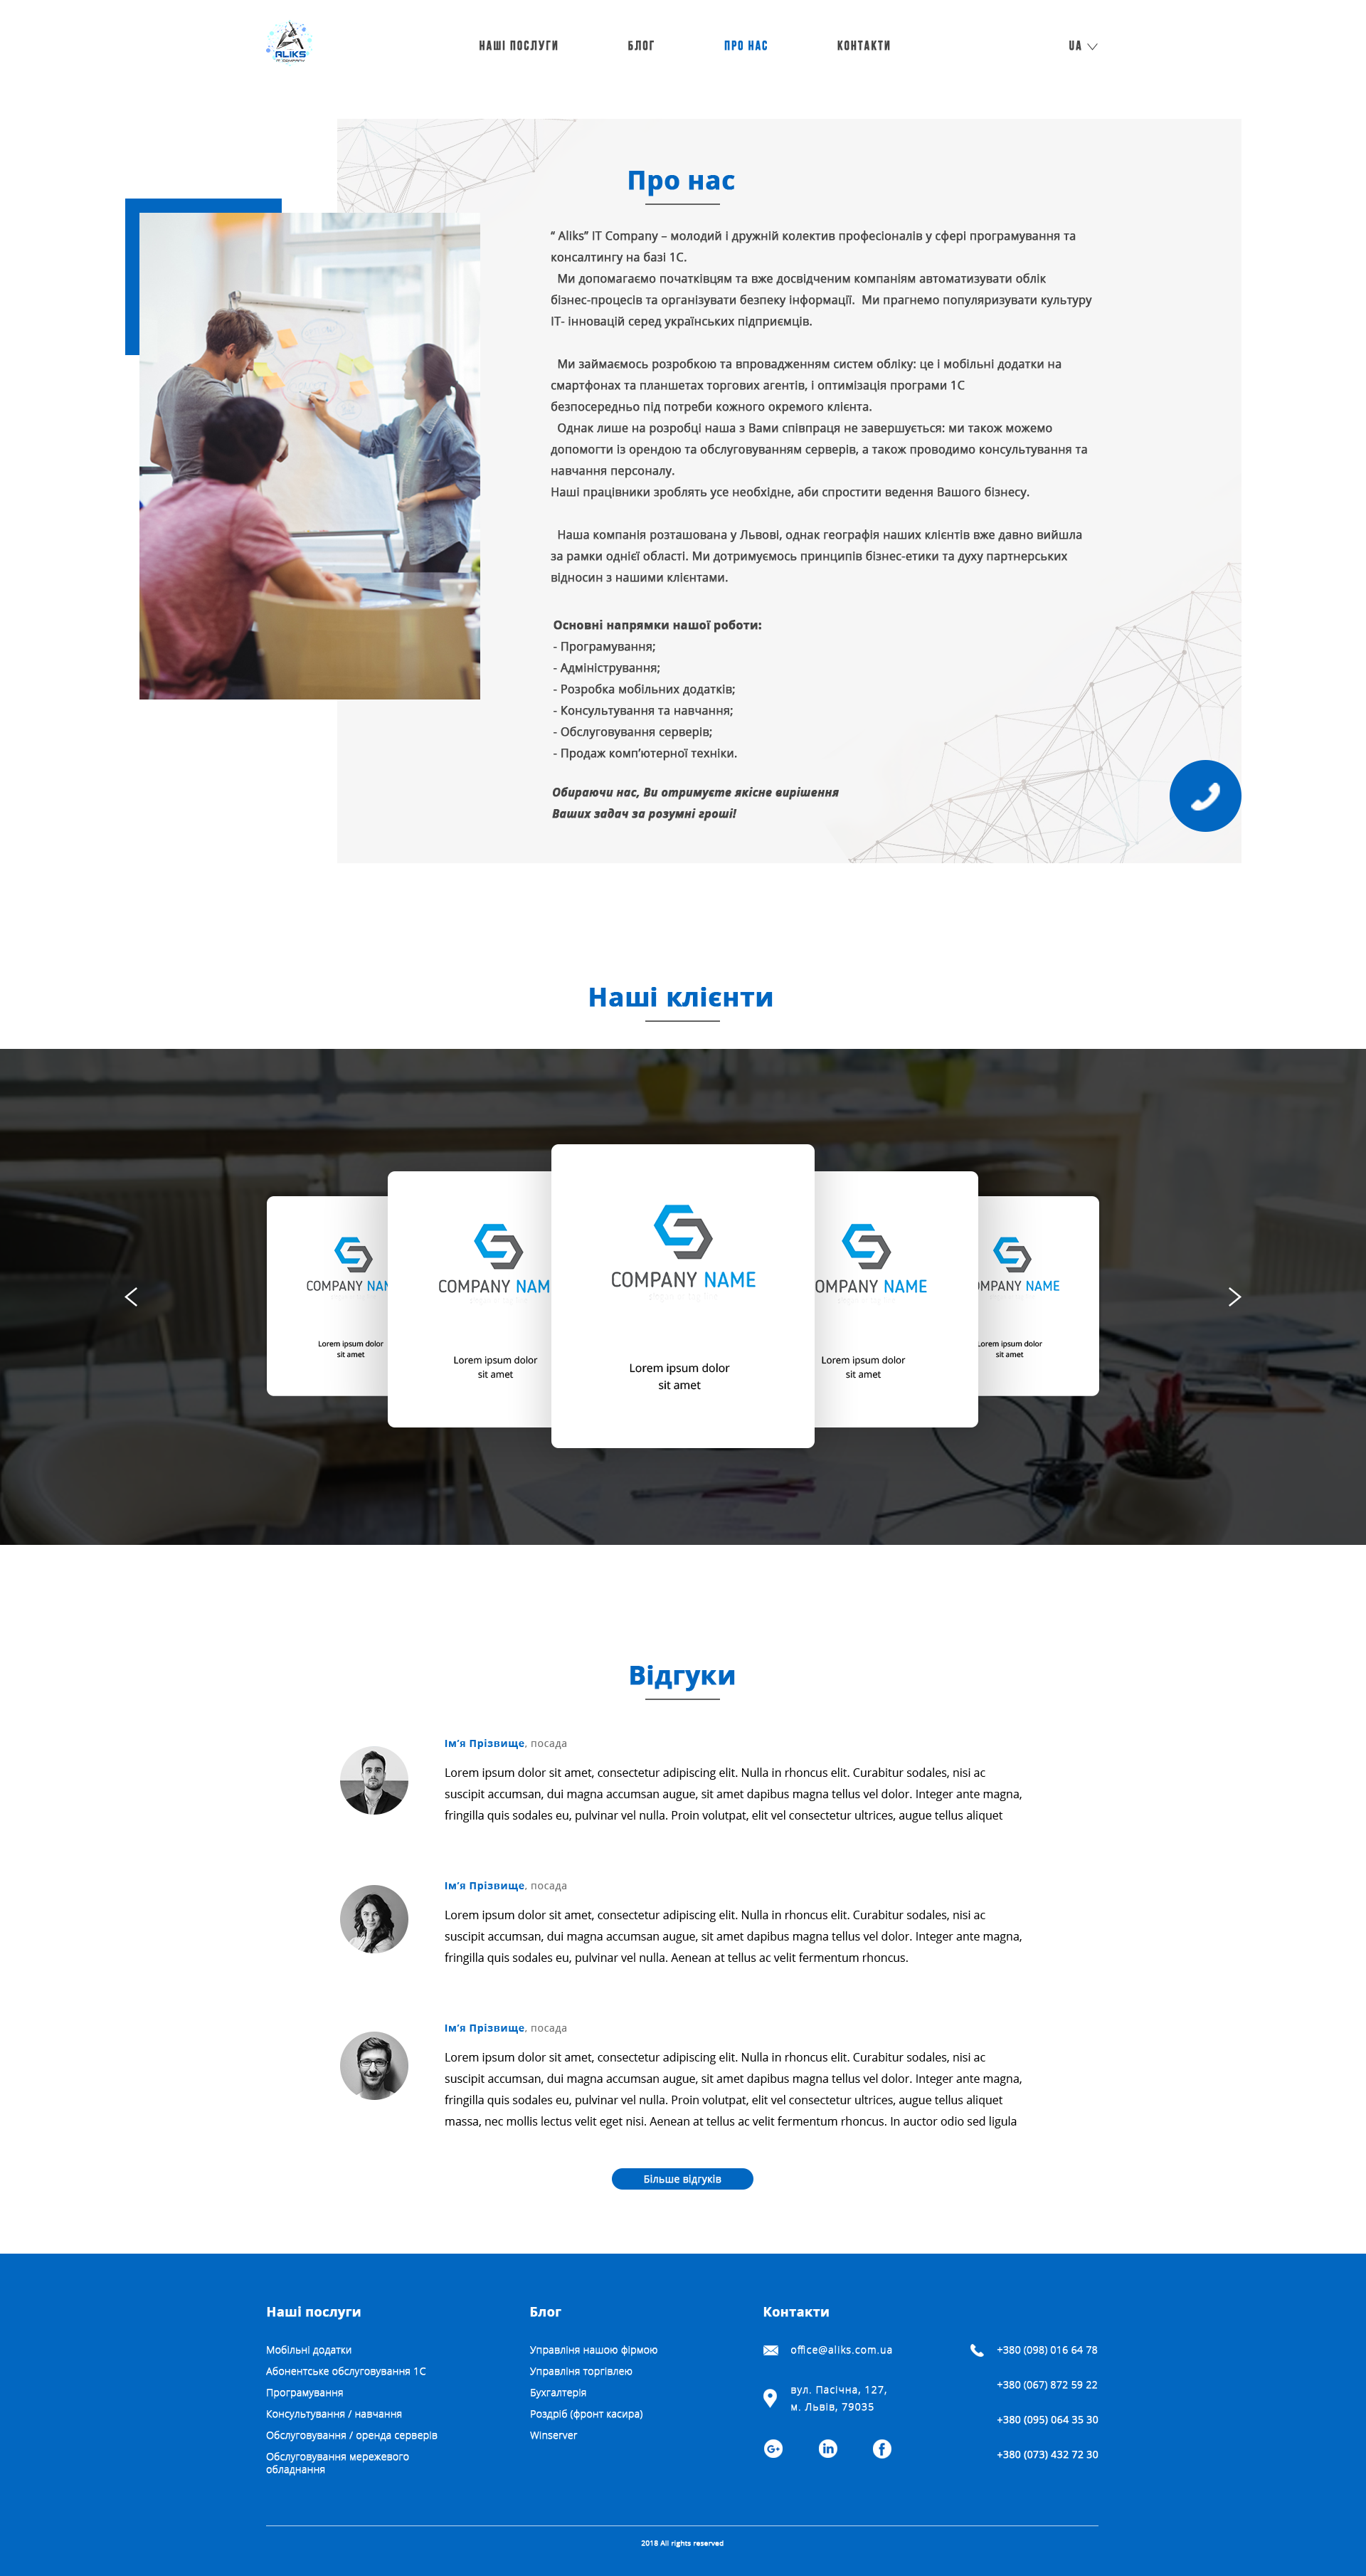 ALIKS
IT COMPANY
НАШІ ПОСЛУГИ
БЛОГ
ПРО НАС
КОНТАКТИ
UA
Про нас
“ Aliks” IT Company – молодий і дружній колектив професіоналів у сфері програмування та
консалтингу на базі 1С.
Ми допомагаємо початківцям та вже досвідченим компаніям автоматизувати облік
бізнес-процесів та організувати безпеку інформації. Ми прагнемо популяризувати культуру
ІТ- інновацій серед українських підприємців.
Ми займаємось розробкою та впровадженням систем обліку: це і мобільні додатки на
смартфонах та планшетах торгових агентів, і оптимізація програми 1С
безпосередньо під потреби кожного окремого клієнта.
Однак лише на розробці наша з Вами співпраця не завершується: ми також можемо
допомогти із орендою та обслуговуванням серверів, а також проводимо консультування та
навчання персоналу.
Наші працівники зроблять усе необхідне, аби спростити ведення Вашого бізнесу.
Наша компанія розташована у Львові, однак географія наших клієнтів вже давно вийшла
за рамки однієї області. Ми дотримуємось принципів бізнес-етики та духу партнерських
відносин з нашими клієнтами.
Основні напрямки нашої роботи:
- Програмування;
- Адміністрування;
- Розробка мобільних додатків;
- Консультування та навчання;
- Обслуговування серверів;
- Продаж комп’ютерної техніки.
Обираючи нас, Ви отримуєте якісне вирішення
Ваших задач за розумні гроші!
Наші клієнти
COMPANY NAM
Lorem ipsum dolor
sit amet
COMPANY NAM
Lorem ipsum dolor
sit amet
COMPANY NAME
Lorem ipsum dolor
sit amet
COMPANY NAME
Lorem ipsum dolor
sit amet
OMPANY NAME
Lorem ipsum dolor
sit amet
Відгуки
Ім’я Прізвище, посада
Lorem ipsum dolor sit amet, consectetur adipiscing elit. Nulla in rhoncus elit. Curabitur sodales, nisi ac
suscipit accumsan, dui magna accumsan augue, sit amet dapibus magna tellus vel dolor. Integer ante magna,
fringilla quis sodales eu, pulvinar vel nulla. Proin volutpat, elit vel consectetur ultrices, augue tellus aliquet
Ім’я Прізвище, посада
Lorem ipsum dolor sit amet, consectetur adipiscing elit. Nulla in rhoncus elit. Curabitur sodales, nisi ac
suscipit accumsan, dui magna accumsan augue, sit amet dapibus magna tellus vel dolor. Integer ante magna,
fringilla quis sodales eu, pulvinar vel nulla. Aenean at tellus ac velit fermentum rhoncus.
Ім’я Прізвище, посада
Lorem ipsum dolor sit amet, consectetur adipiscing elit. Nulla in rhoncus elit. Curabitur sodales, nisi ac
suscipit accumsan, dui magna accumsan augue, sit amet dapibus magna tellus vel dolor. Integer ante magna,
fringilla quis sodales eu, pulvinar vel nulla. Proin volutpat, elit vel consectetur ultrices, augue tellus aliquet
massa, nec mollis lectus velit eget nisi. Aenean at tellus ac velit fermentum rhoncus. In auctor odio sed ligula
Більше відгуків
Наші послуги
Мобільні додатки
Абонентське обслуговування 1С
Програмування
Консультування / навчання
Обслуговування / оренда серверів
Обслуговування мережевого
обладнання
Блог
Управліня нашою фірмою
Управліня торгівлею
Бухгалтерія
Роздріб (фронт касира)
Winserver
Контакти
office@aliks.com.ua
вул. Пасічна, 127,
м. Львів, 79035
+380 (098) 016 64 78
+380 (067) 872 59 22
+380 (095) 064 35 30
+380 (073) 432 72 30
2018 All rights reserved